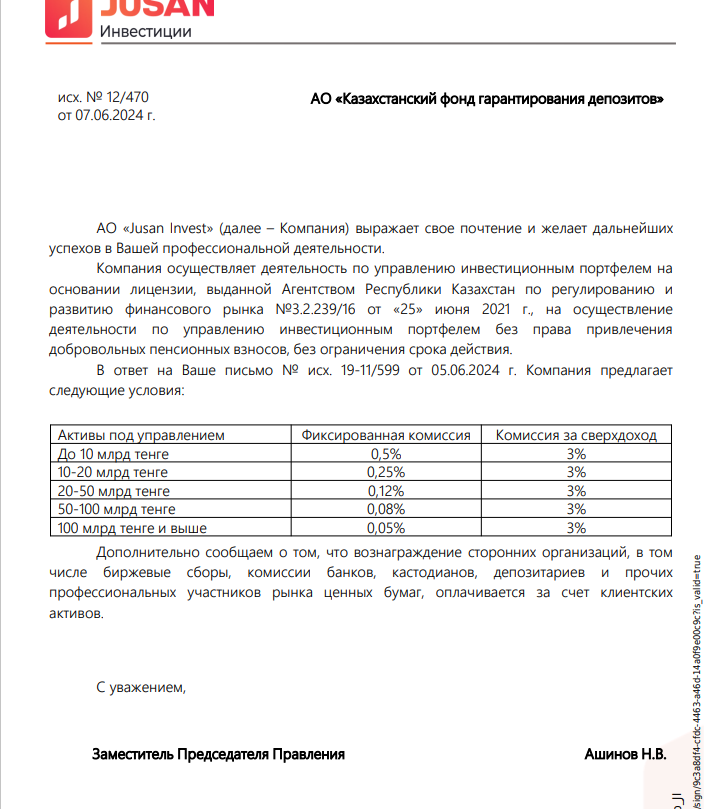 JUSAN
Инвестиции
исх. № 12/470
от 07.06.2024 г.
АО «Казахстанский фонд гарантирования депозитов»
АО «Jusan Invest» (далее – Компания) выражает свое почтение и желает дальнейших
успехов в Вашей профессиональной деятельности.
Компания осуществляет деятельность по управлению инвестиционным портфелем на
основании лицензии, выданной Агентством Республики Казахстан по регулированию и
развитию финансового рынка №3.2.239/16 от «25» июня 2021 г., на осуществление
деятельности по управлению инвестиционным портфелем без права привлечения
добровольных пенсионных взносов, без ограничения срока действия.
В ответ на Ваше письмо № исх. 19-11/599 от 05.06.2024 г. Компания предлагает
следующие условия:
Активы под управлением Фиксированная комиссия Комиссия за сверхдоход
До 10 млрд тенге 0,5% 3%
10-20 млрд тенге 0,25% 3%
20-50 млрд тенге 0,12% 3%
50-100 млрд тенге 0,08% 3%
100 млрд тенге и выше 0,05% 3%
Дополнительно сообщаем о том, что вознаграждение сторонних организаций, в том
числе биржевые сборы, комиссии банков, кастодианов, депозитариев и прочих
профессиональных участников рынка ценных бумаг, оплачивается за счет клиентских
активов.
С уважением,
Заместитель Председателя Правления Ашинов Н.В.
/sign/9c3a8df4-cfdc-4463-a46d-14a0f9e00c9c?is_valid=true